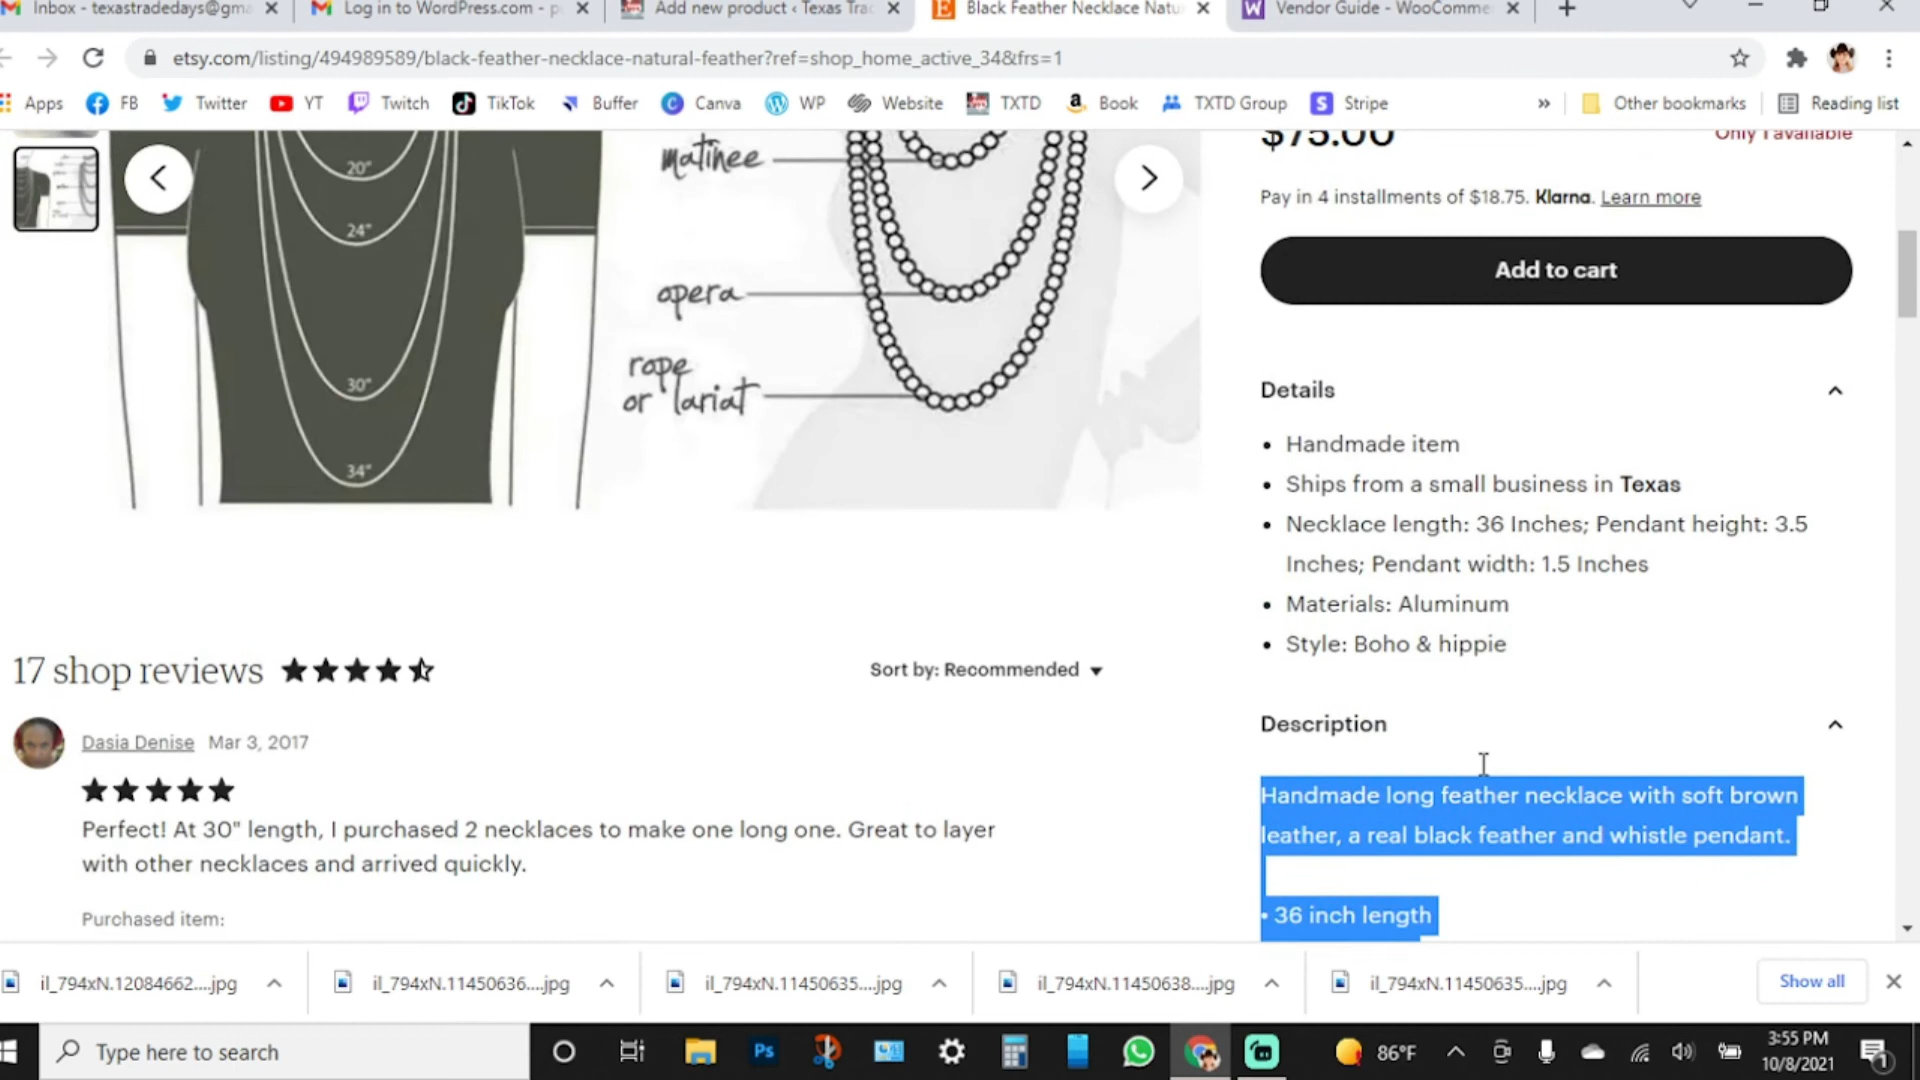 Inbox - texastradedays@gma
Log in to WordPress.com - p
Add new product ‹ Texas Tra
Black Feather Necklace Natu
Vendor Guide - WooComme
etsy.com/listing/494989589/black-feather-necklace-natural-feather?ref=shop_home_active_34&frs=1
Apps
FB
Twitter
YT
Twitch
TikTok
Buffer
Canva
WP
Website
TXTD
Book
TXTD Group
Stripe
»
Other bookmarks
Reading list
20"
24"
30"
34"
matinee
opera
rope
or lariat
$75.00
Only 1 available
Pay in 4 installments of $18.75. Klarna. Learn more
Add to cart
Details
• Handmade item
• Ships from a small business in Texas
• Necklace length: 36 Inches; Pendant height: 3.5
Inches; Pendant width: 1.5 Inches
• Materials: Aluminum
• Style: Boho & hippie
Description
Handmade long feather necklace with soft brown
leather, a real black feather and whistle pendant.
• 36 inch length
17 shop reviews
Sort by: Recommended
Dasia Denise Mar 3, 2017
Perfect! At 30" length, I purchased 2 necklaces to make one long one. Great to layer
with other necklaces and arrived quickly.
Purchased item:
il_794xN.12084662....jpg
il_794xN.11450636....jpg
il_794xN.11450635....jpg
il_794xN.11450638....jpg
il_794xN.11450635....jpg
Show all
Type here to search
Ps
86°F
3:55 PM
10/8/2021
1